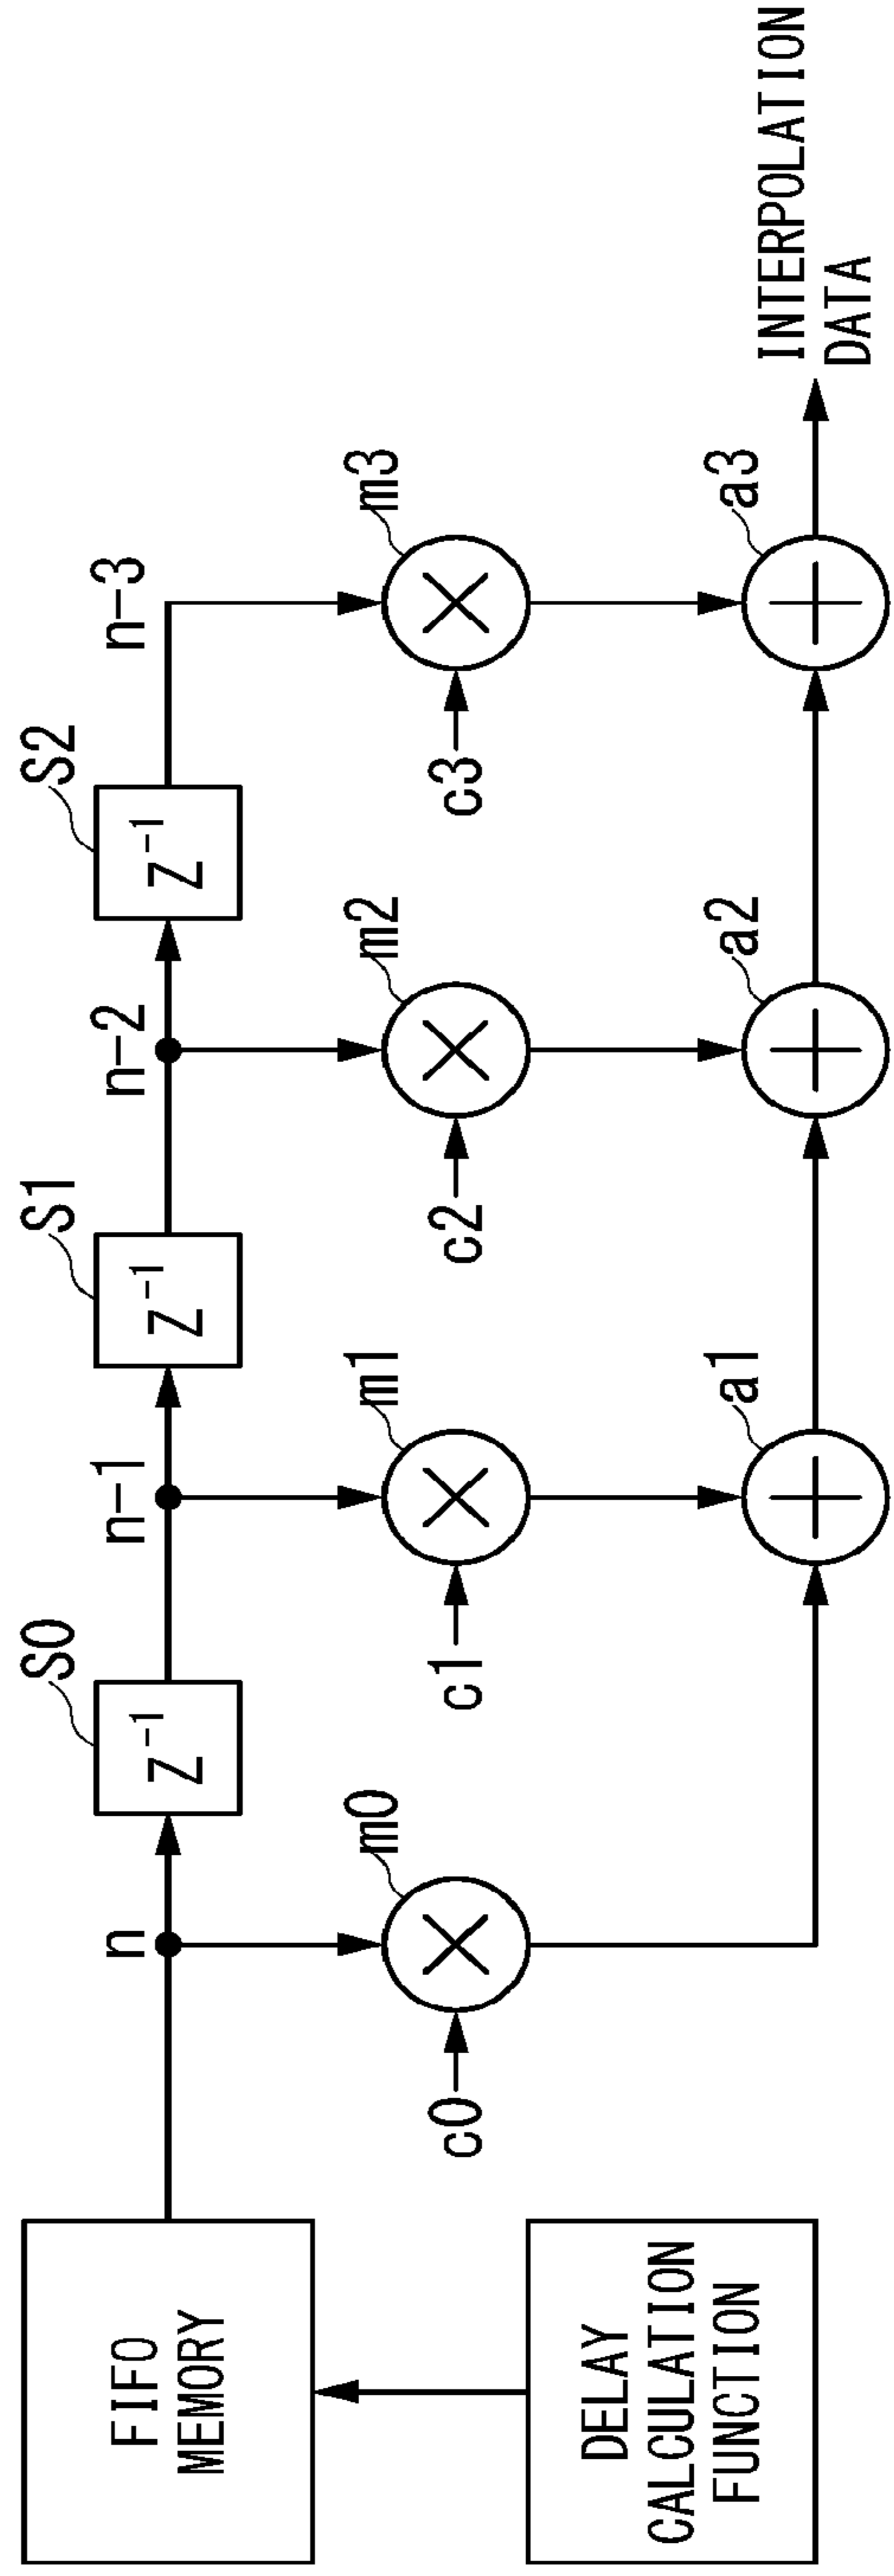 S0
S1
S2
n
n-1
n-2
n-3
FIFO
MEMORY
Z⁻¹
Z⁻¹
Z⁻¹
m0
m1
m2
m3
c0
c1
c2
c3
DELAY
CALCULATION
FUNCTION
a1
a2
a3
INTERPOLATION
DATA